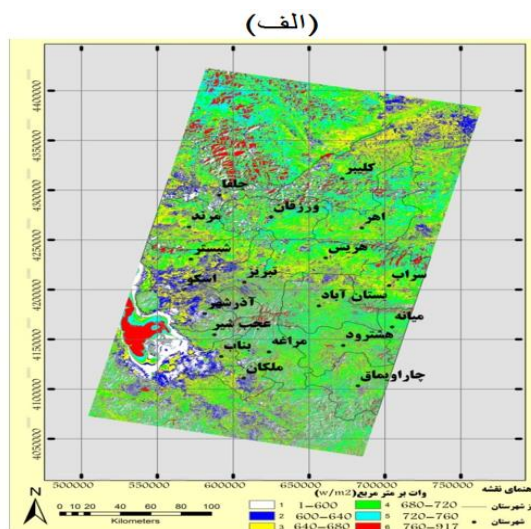 (الف)
4400000
4350000
4300000
4250000
4200000
4150000
4100000
4050000
کلیبر
جلفا
ورزقان
اهر
مرند
هریس
شبستر
تبریز
سراب
اسکو
بستان آباد
آذرشهر
میانه
عجب شیر
هشترود
بناب
مراغه
ملکان
چاراویماق
500000 550000 600000 650000 700000 750000
N
0 10 20 40 60 80 100
Kilometers
وات بر متر مربع(w/m2)
1 1-600
2 600-640
3 640-680
4 680-720
5 720-760
6 760-917
هنمای نقشه
شهرستان